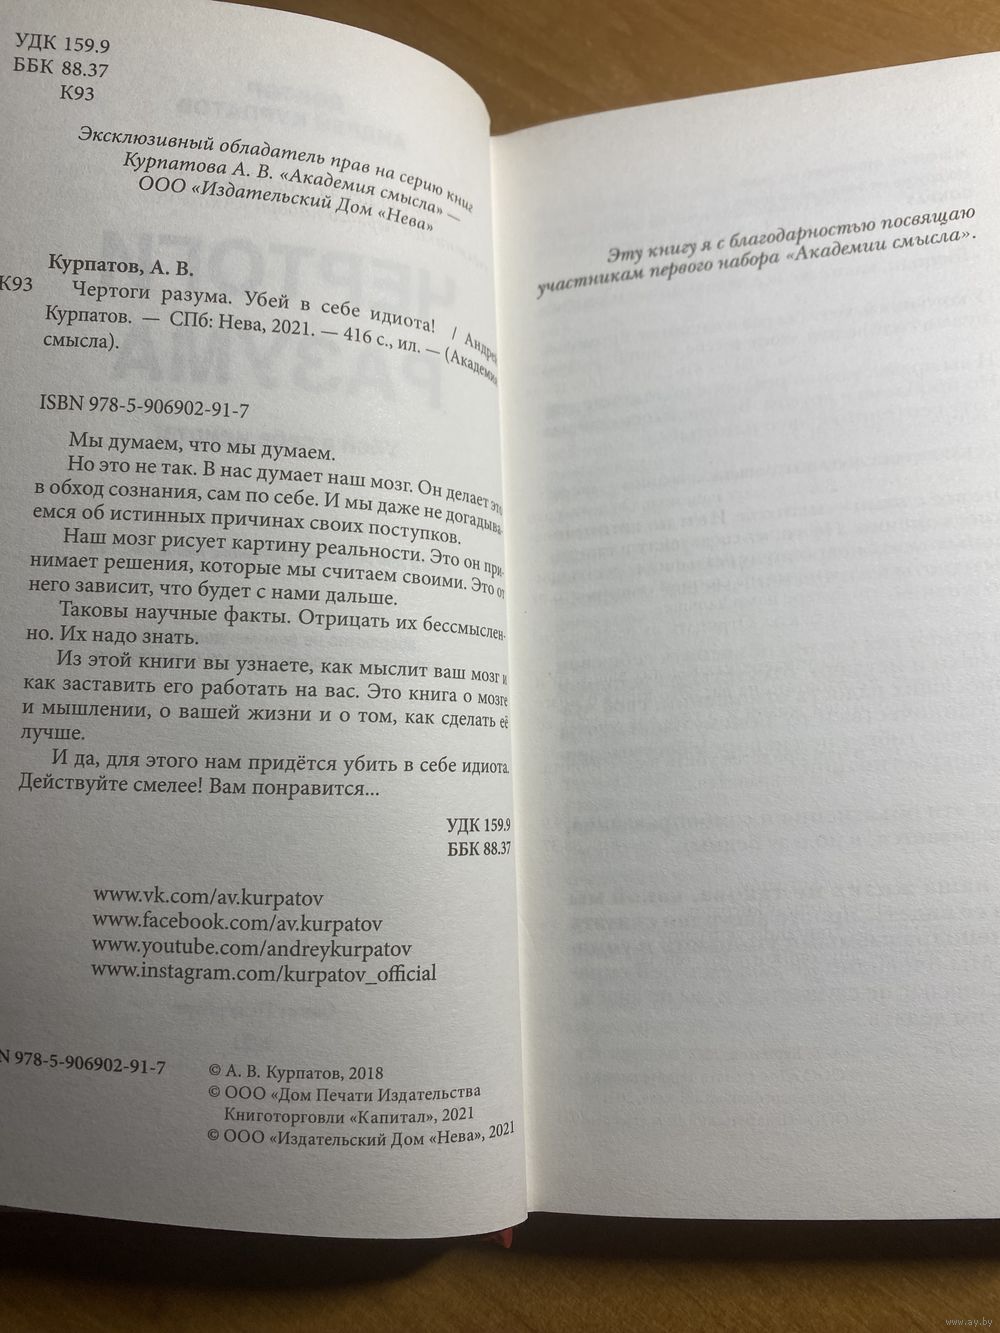 УДК 159.9
ББК 88.37
К93
Эксклюзивный обладатель прав на серию книг
Курпатова А. В. «Академия смысла» —
ООО «Издательский Дом «Нева»
Курпатов, А. В.
К93 Чертоги разума. Убей в себе идиота! / Андрей
Курпатов. — СПб: Нева, 2021. — 416 с., ил. — (Академия
смысла).
ISBN 978-5-906902-91-7
Мы думаем, что мы думаем.
Но это не так. В нас думает наш мозг. Он делает это
в обход сознания, сам по себе. И мы даже не догадыва-
емся об истинных причинах своих поступков.
Наш мозг рисует картину реальности. Это он при-
нимает решения, которые мы считаем своими. Это от
него зависит, что будет с нами дальше.
Таковы научные факты. Отрицать их бессмыслен-
но. Их надо знать.
Из этой книги вы узнаете, как мыслит ваш мозг и
как заставить его работать на вас. Это книга о мозге
и мышлении, о вашей жизни и о том, как сделать её
лучше.
И да, для этого нам придётся убить в себе идиота.
Действуйте смелее! Вам понравится...
УДК 159.9
ББК 88.37
www.vk.com/av.kurpatov
www.facebook.com/av.kurpatov
www.youtube.com/andreykurpatov
www.instagram.com/kurpatov_official
N 978-5-906902-91-7
© А. В. Курпатов, 2018
© ООО «Дом Печати Издательства
Книготорговли «Капитал», 2021
© ООО «Издательский Дом «Нева», 2021
Эту книгу я с благодарностью посвящаю
участникам первого набора «Академии смысла».
www.ay.by